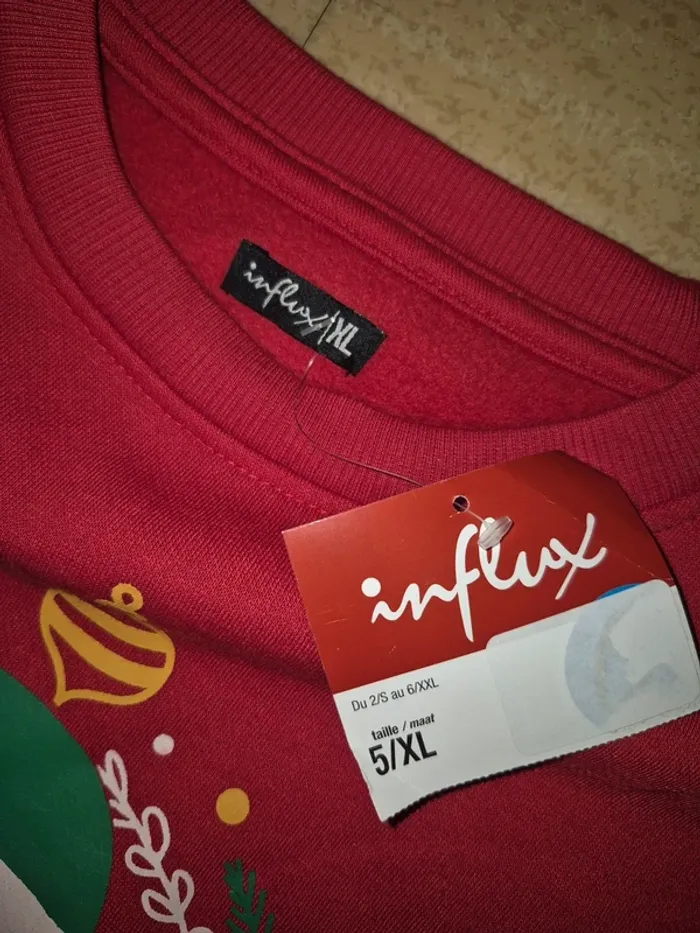 influx/XL
influx
Du 2/S au 6/XXL
taille / maat
5/XL